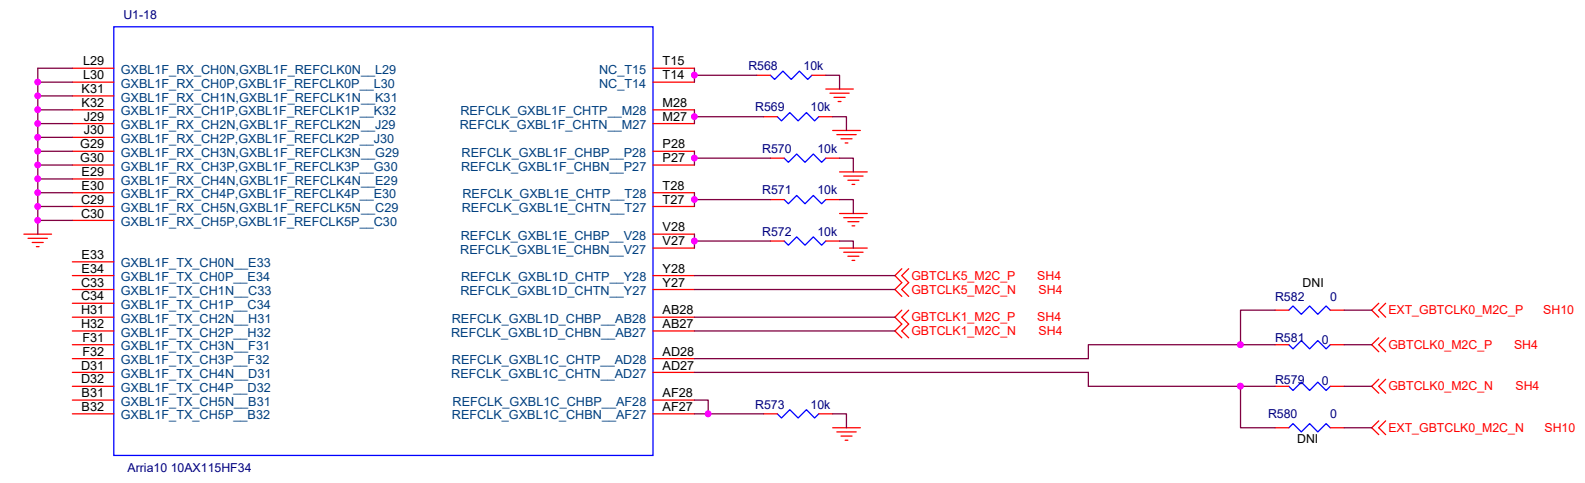 U1-18
L29 GXBL1F_RX_CH0N,GXBL1F_REFCLK0N__L29
L30 GXBL1F_RX_CH0P,GXBL1F_REFCLK0P__L30
K31 GXBL1F_RX_CH1N,GXBL1F_REFCLK1N__K31
K32 GXBL1F_RX_CH1P,GXBL1F_REFCLK1P__K32
J29 GXBL1F_RX_CH2N,GXBL1F_REFCLK2N__J29
J30 GXBL1F_RX_CH2P,GXBL1F_REFCLK2P__J30
G29 GXBL1F_RX_CH3N,GXBL1F_REFCLK3N__G29
G30 GXBL1F_RX_CH3P,GXBL1F_REFCLK3P__G30
E29 GXBL1F_RX_CH4N,GXBL1F_REFCLK4N__E29
E30 GXBL1F_RX_CH4P,GXBL1F_REFCLK4P__E30
C29 GXBL1F_RX_CH5N,GXBL1F_REFCLK5N__C29
C30 GXBL1F_RX_CH5P,GXBL1F_REFCLK5P__C30
E33 GXBL1F_TX_CH0N__E33
E34 GXBL1F_TX_CH0P__E34
C33 GXBL1F_TX_CH1N__C33
C34 GXBL1F_TX_CH1P__C34
H31 GXBL1F_TX_CH2N__H31
H32 GXBL1F_TX_CH2P__H32
F31 GXBL1F_TX_CH3N__F31
F32 GXBL1F_TX_CH3P__F32
D31 GXBL1F_TX_CH4N__D31
D32 GXBL1F_TX_CH4P__D32
B31 GXBL1F_TX_CH5N__B31
B32 GXBL1F_TX_CH5P__B32
NC_T15 T15
NC_T14 T14
R568 10k
REFCLK_GXBL1F_CHTP__M28 M28
REFCLK_GXBL1F_CHTN__M27 M27
R569 10k
REFCLK_GXBL1F_CHBP__P28 P28
REFCLK_GXBL1F_CHBN__P27 P27
R570 10k
REFCLK_GXBL1E_CHTP__T28 T28
REFCLK_GXBL1E_CHTN__T27 T27
R571 10k
REFCLK_GXBL1E_CHBP__V28 V28
REFCLK_GXBL1E_CHBN__V27 V27
R572 10k
REFCLK_GXBL1D_CHTP__Y28 Y28 GBTCLK5_M2C_P SH4
REFCLK_GXBL1D_CHTN__Y27 Y27 GBTCLK5_M2C_N SH4
REFCLK_GXBL1D_CHBP__AB28 AB28 GBTCLK1_M2C_P SH4
REFCLK_GXBL1D_CHBN__AB27 AB27 GBTCLK1_M2C_N SH4
REFCLK_GXBL1C_CHTP__AD28 AD28
REFCLK_GXBL1C_CHTN__AD27 AD27
REFCLK_GXBL1C_CHBP__AF28 AF28
REFCLK_GXBL1C_CHBN__AF27 AF27
R573 10k
DNI
R582 0 EXT_GBTCLK0_M2C_P SH10
R581 0 GBTCLK0_M2C_P SH4
R579 0 GBTCLK0_M2C_N SH4
R580 0 EXT_GBTCLK0_M2C_N SH10
DNI
Arria10 10AX115HF34